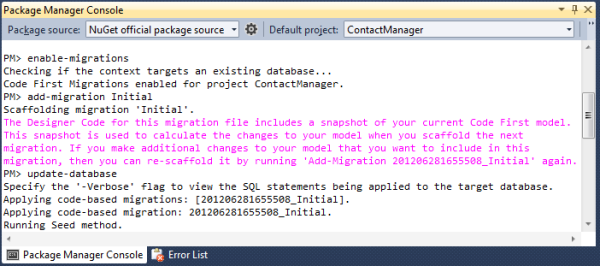 Package Manager Console
Package source: NuGet official package source Default project: ContactManager
PM> enable-migrations
Checking if the context targets an existing database...
Code First Migrations enabled for project ContactManager.
PM> add-migration Initial
Scaffolding migration 'Initial'.
The Designer Code for this migration file includes a snapshot of your current Code First model.
This snapshot is used to calculate the changes to your model when you scaffold the next
migration. If you make additional changes to your model that you want to include in this
migration, then you can re-scaffold it by running 'Add-Migration 201206281655508_Initial' again.
PM> update-database
Specify the '-Verbose' flag to view the SQL statements being applied to the target database.
Applying code-based migrations: [201206281655508_Initial].
Applying code-based migration: 201206281655508_Initial.
Running Seed method.
Package Manager Console Error List